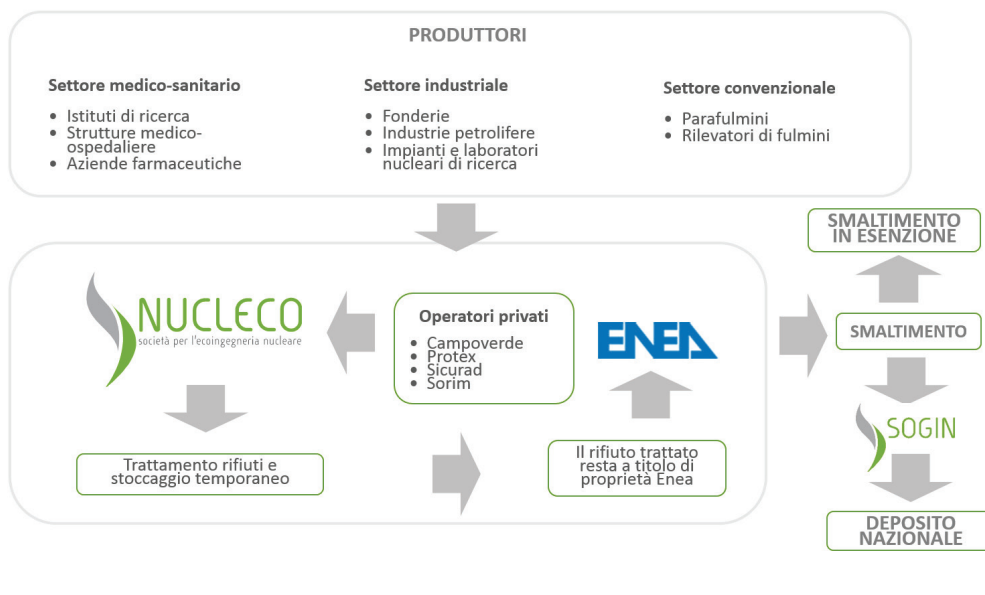 PRODUTTORI
Settore medico-sanitario
• Istituti di ricerca
• Strutture medico-
ospedaliere
• Aziende farmaceutiche
Settore industriale
• Fonderie
• Industrie petrolifere
• Impianti e laboratori
nucleari di ricerca
Settore convenzionale
• Parafulmini
• Rilevatori di fulmini
NUCLECO
società per l'ecoingegneria nucleare
Trattamento rifiuti e
stoccaggio temporaneo
Operatori privati
• Campoverde
• Protex
• Sicurad
• Sorim
ENEA
Il rifiuto trattato
resta a titolo di
proprietà Enea
SMALTIMENTO
IN ESENZIONE
SMALTIMENTO
SOGIN
DEPOSITO
NAZIONALE